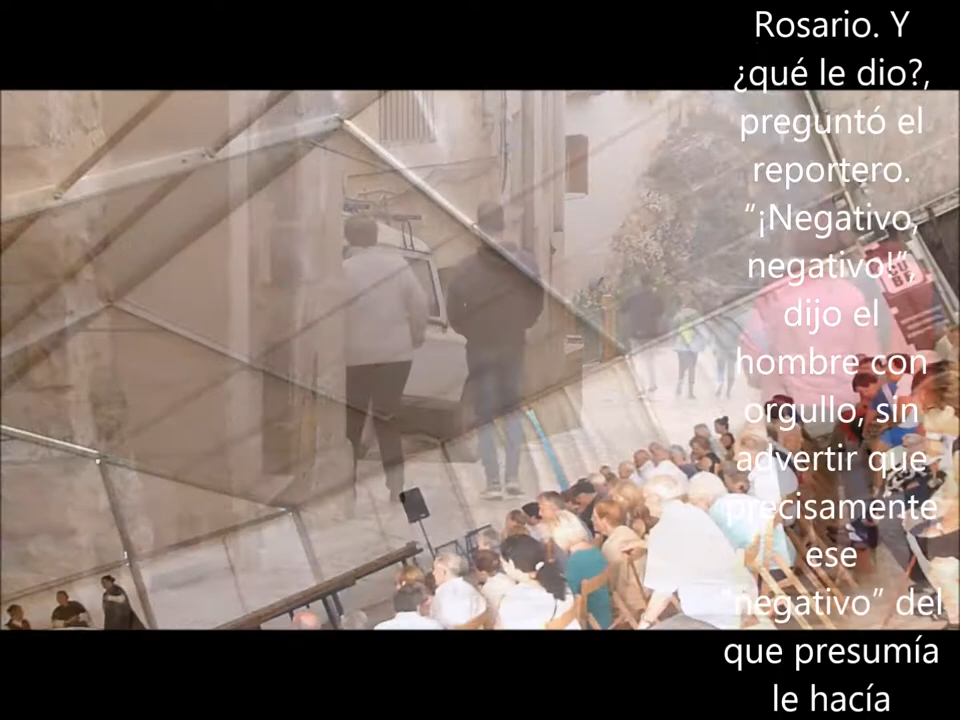 Rosario. Y
¿qué le dio?,
preguntó el
reportero.
"¡Negativo,
negativo!",
dijo el
hombre con
orgullo, sin
advertir que
precisamente
ese
"negativo" del
que presumía
le hacía